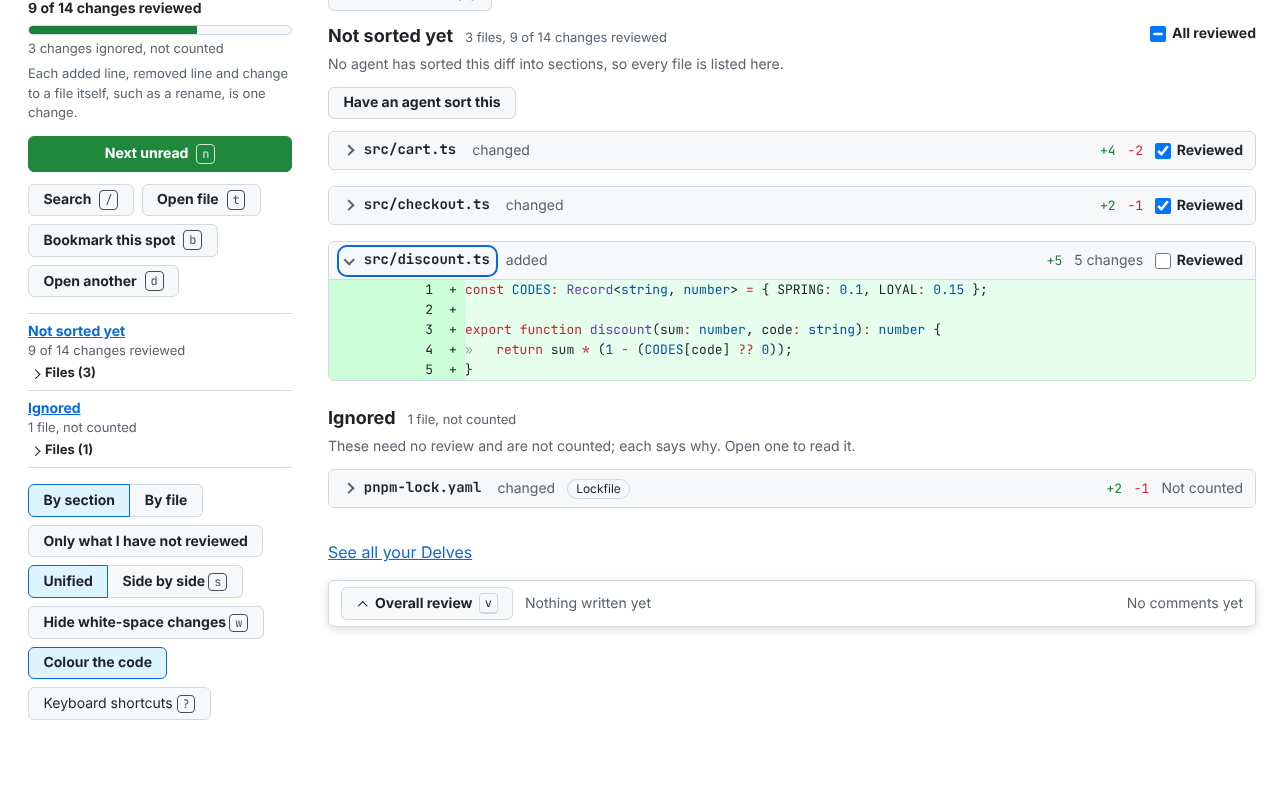 9 of 14 changes reviewed
3 changes ignored, not counted
Each added line, removed line and change
to a file itself, such as a rename, is one
change.
Next unread n
Search / Open file t
Bookmark this spot b
Open another d
Not sorted yet
9 of 14 changes reviewed
Files (3)
Ignored
1 file, not counted
Files (1)
By section By file
Only what I have not reviewed
Unified Side by side s
Hide white-space changes w
Colour the code
Keyboard shortcuts ?
Not sorted yet 3 files, 9 of 14 changes reviewed All reviewed
No agent has sorted this diff into sections, so every file is listed here.
Have an agent sort this
src/cart.ts changed +4 -2 Reviewed
src/checkout.ts changed +2 -1 Reviewed
src/discount.ts added +5 5 changes Reviewed
1 + const CODES: Record<string, number> = { SPRING: 0.1, LOYAL: 0.15 };
2 +
3 + export function discount(sum: number, code: string): number {
4 + » return sum * (1 - (CODES[code] ?? 0));
5 + }
Ignored 1 file, not counted
These need no review and are not counted; each says why. Open one to read it.
pnpm-lock.yaml changed Lockfile +2 -1 Not counted
See all your Delves
Overall review v Nothing written yet No comments yet